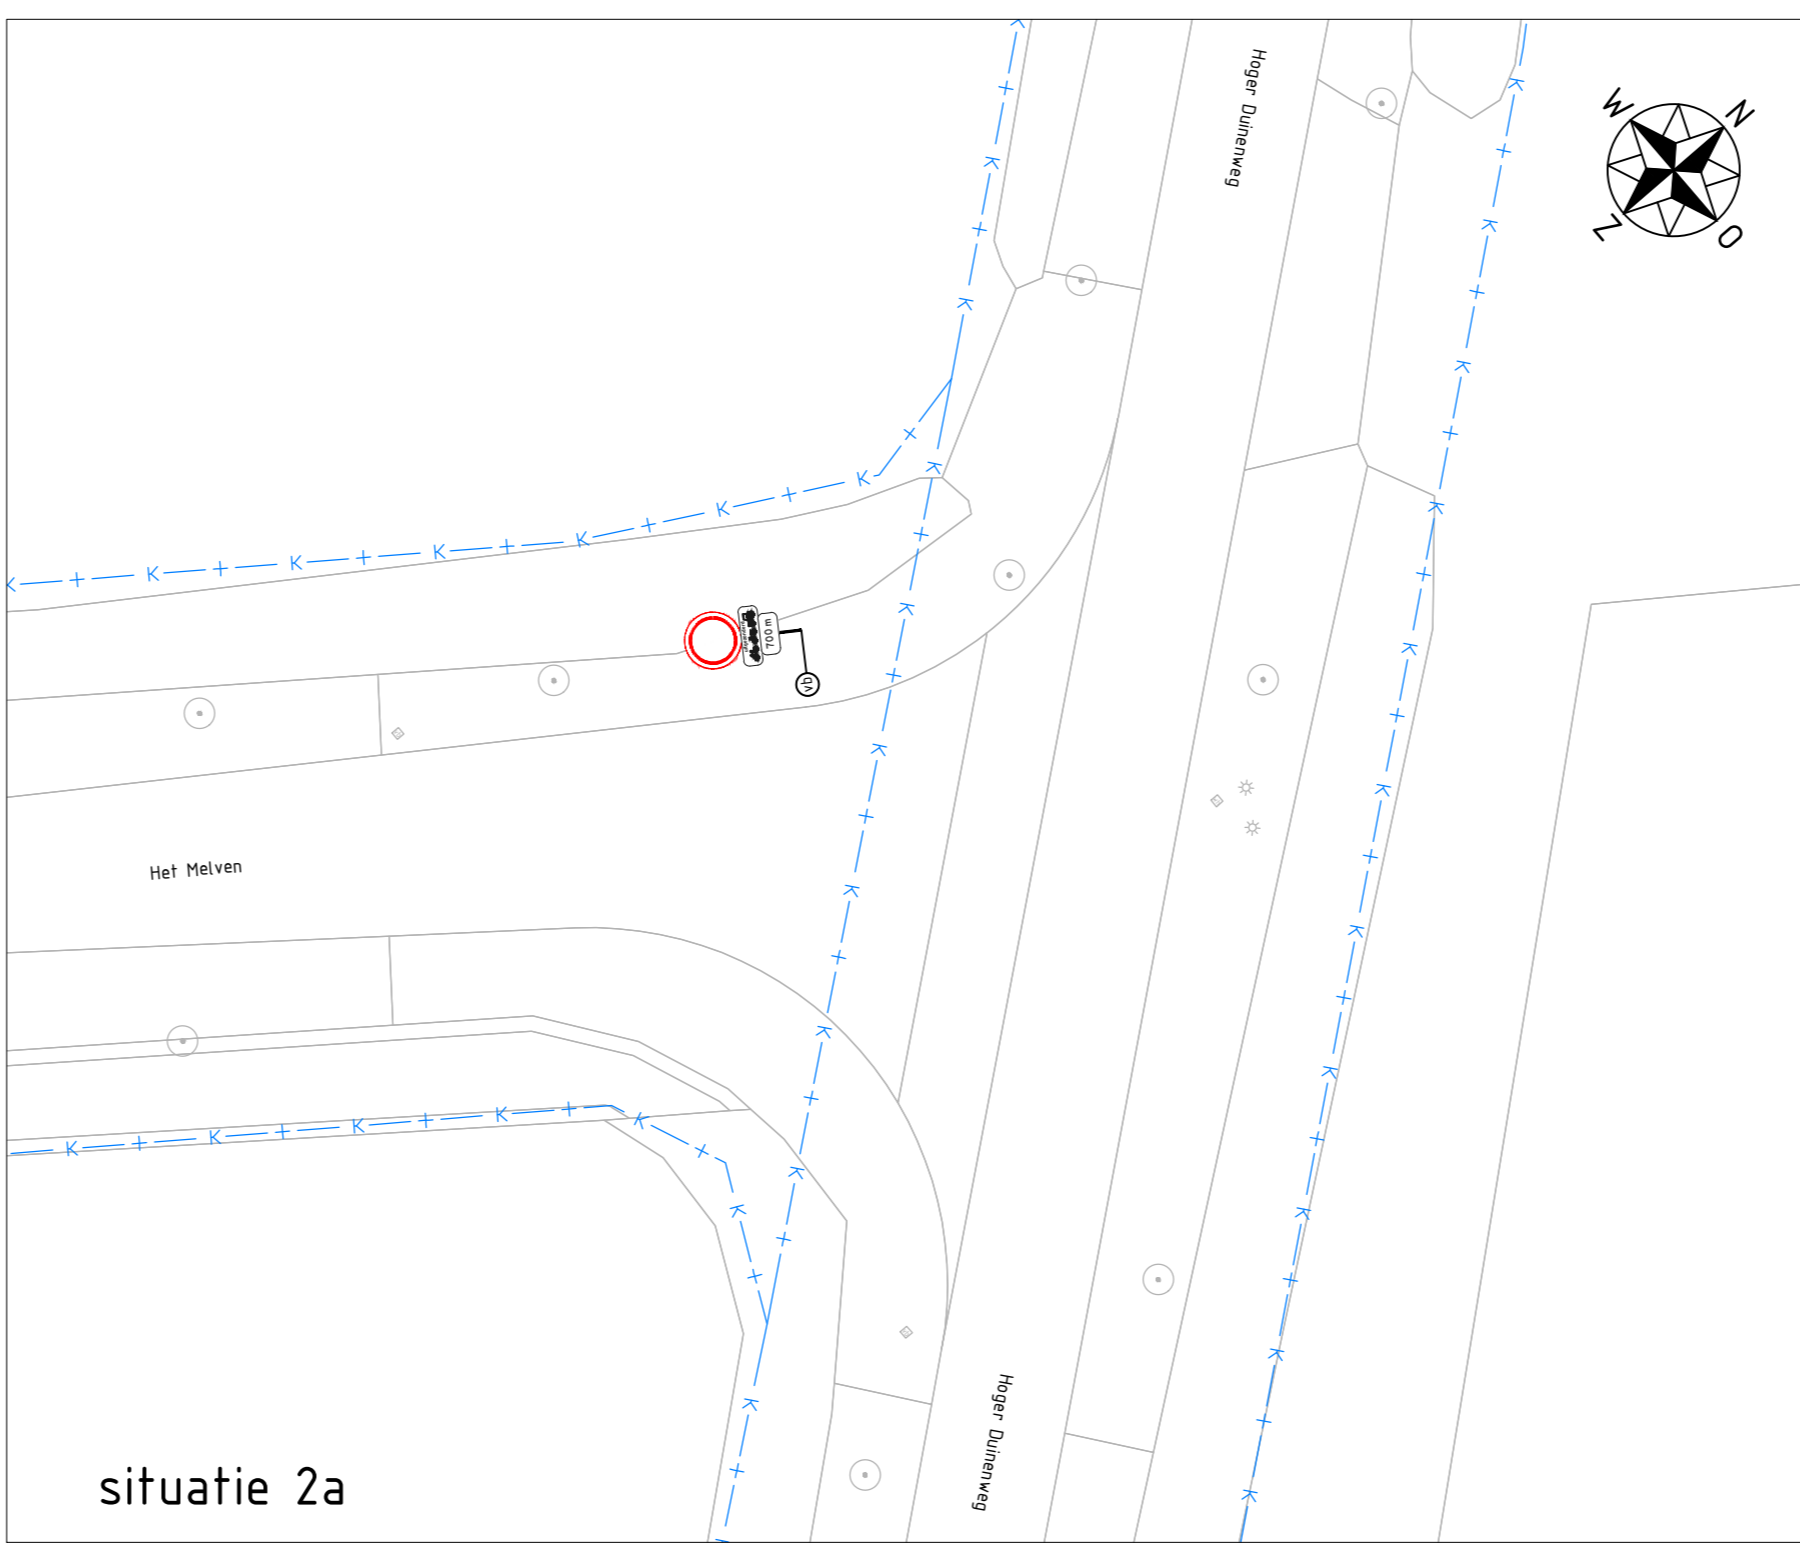 Hoger Duinenweg
W
N
Z
O
700 m
vb
Het Melven
Hoger Duinenweg
situatie 2a